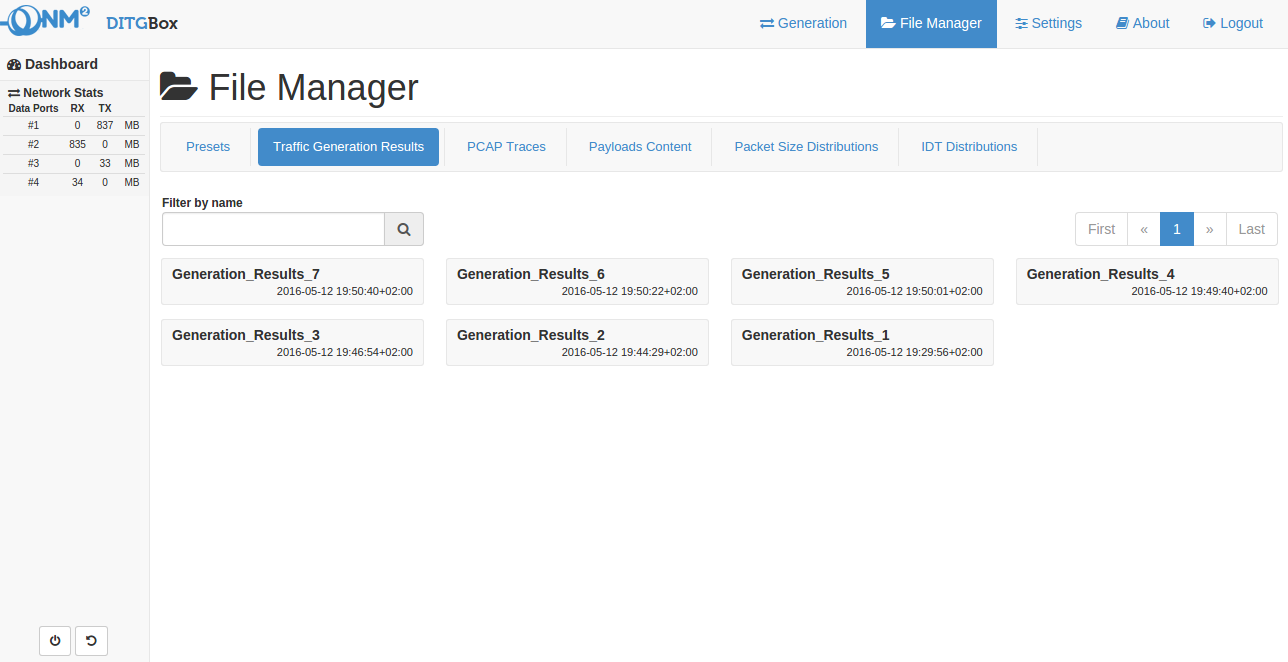 ONM2 DITGBox Generation File Manager Settings About Logout
Dashboard
Network Stats
Data Ports RX TX
#1 0 837 MB
#2 835 0 MB
#3 0 33 MB
#4 34 0 MB
File Manager
Presets Traffic Generation Results PCAP Traces Payloads Content Packet Size Distributions IDT Distributions
Filter by name
First « 1 » Last
Generation_Results_7
2016-05-12 19:50:40+02:00
Generation_Results_6
2016-05-12 19:50:22+02:00
Generation_Results_5
2016-05-12 19:50:01+02:00
Generation_Results_4
2016-05-12 19:49:40+02:00
Generation_Results_3
2016-05-12 19:46:54+02:00
Generation_Results_2
2016-05-12 19:44:29+02:00
Generation_Results_1
2016-05-12 19:29:56+02:00